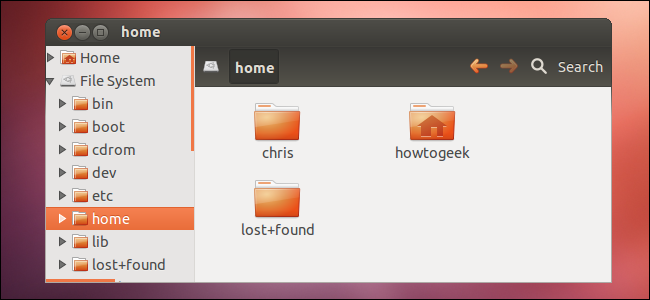 home
Home
File System
bin
boot
cdrom
dev
etc
home
lib
lost+found
home
Search
chris
howtogeek
lost+found